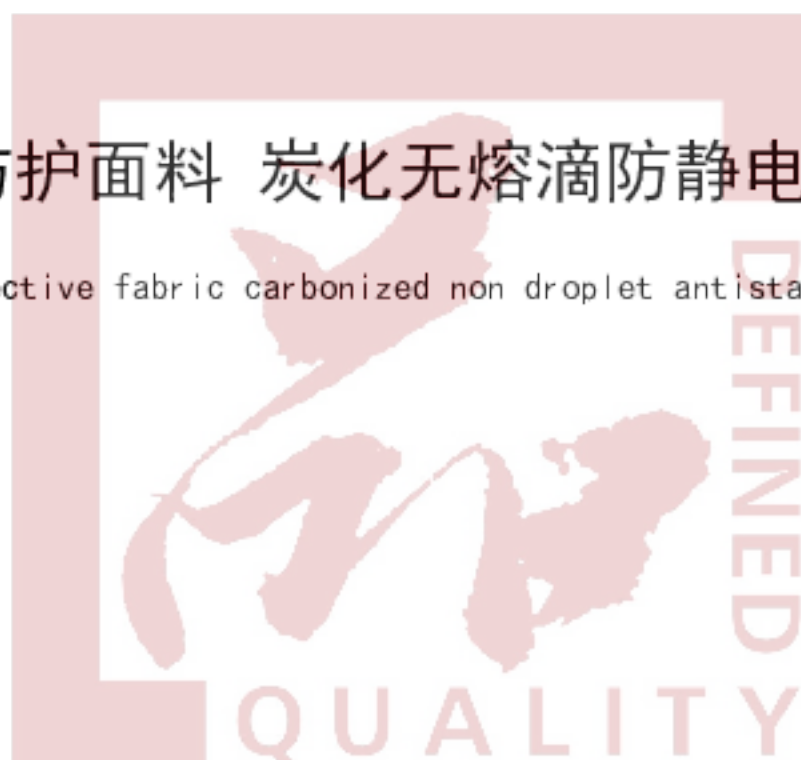 护面料 炭化无熔滴防静电
ctive fabric carbonized non droplet antista
DEFINED
QUALITY